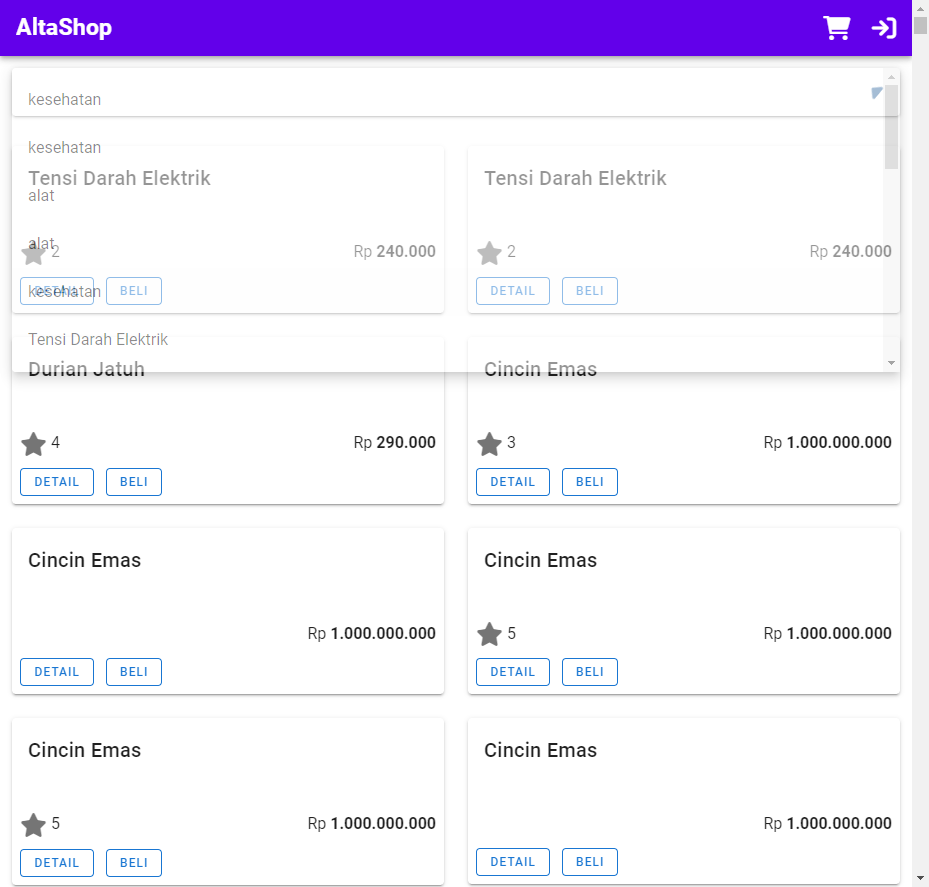 AltaShop
kesehatan
kesehatan
Tensi Darah Elektrik
Tensi Darah Elektrik
alat
alat
2
Rp 240.000
2
Rp 240.000
kesehatan
DETAIL
BELI
DETAIL
BELI
Tensi Darah Elektrik
Durian Jatuh
Cincin Emas
4
Rp 290.000
3
Rp 1.000.000.000
DETAIL
BELI
DETAIL
BELI
Cincin Emas
Cincin Emas
Rp 1.000.000.000
5
Rp 1.000.000.000
DETAIL
BELI
DETAIL
BELI
Cincin Emas
Cincin Emas
5
Rp 1.000.000.000
Rp 1.000.000.000
DETAIL
BELI
DETAIL
BELI